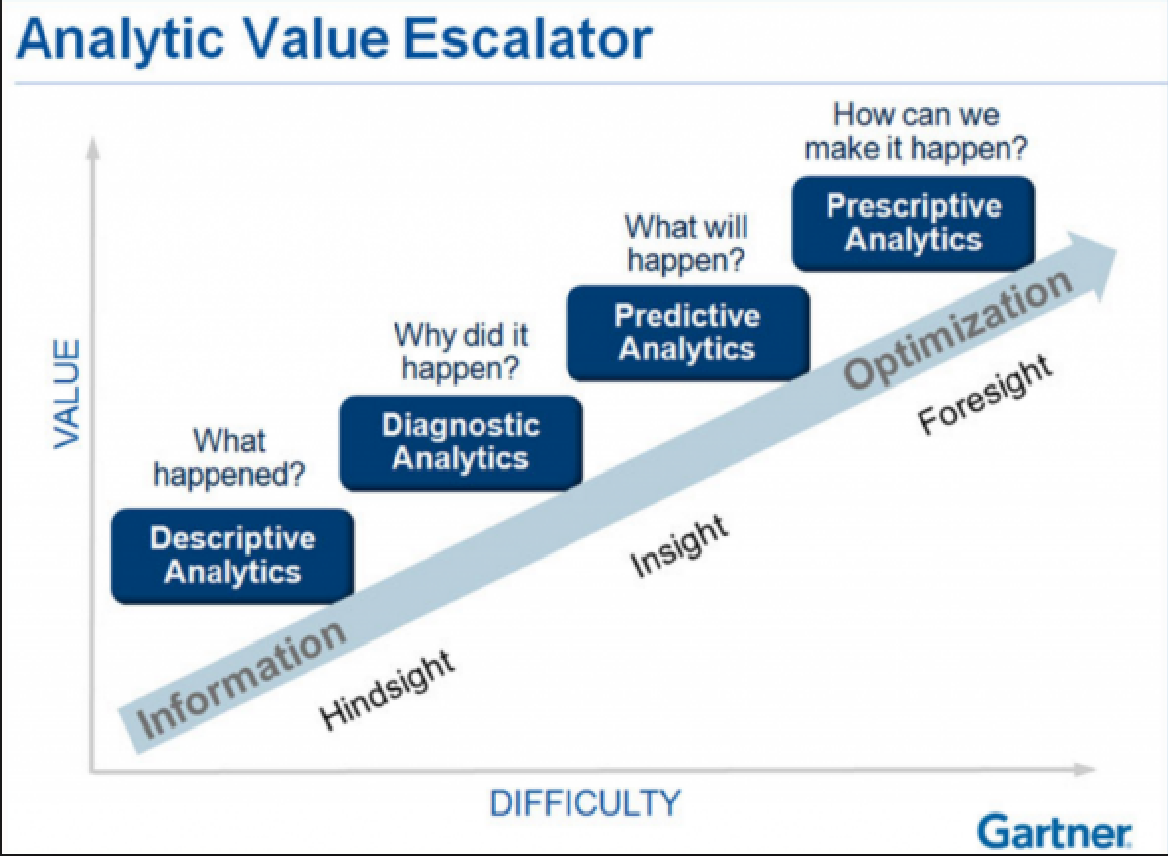 Analytic Value Escalator
How can we
make it happen?
Prescriptive
Analytics
What will
happen?
Predictive
Analytics
Why did it
happen?
Diagnostic
Analytics
What
happened?
Descriptive
Analytics
VALUE
Information
Optimization
Hindsight
Insight
Foresight
DIFFICULTY
Gartner